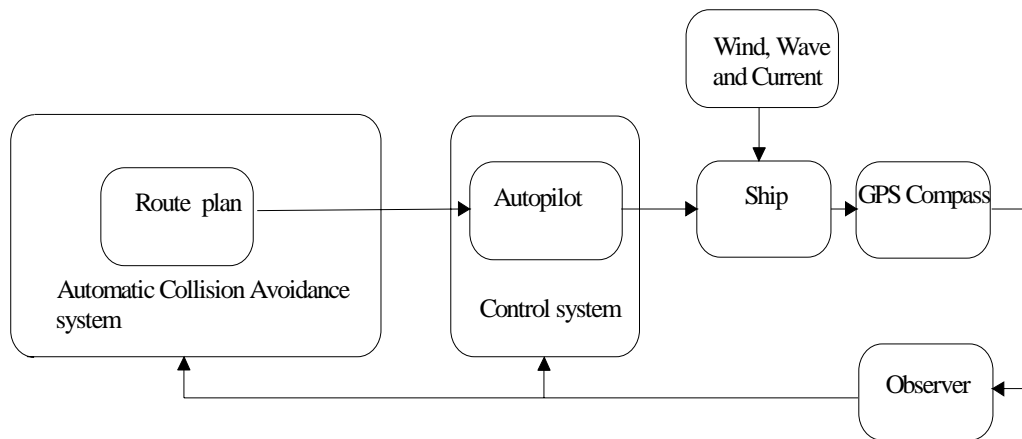 Wind, Wave
and Current
Route plan
Autopilot
Ship
GPS Compass
Automatic Collision Avoidance
system
Control system
Observer